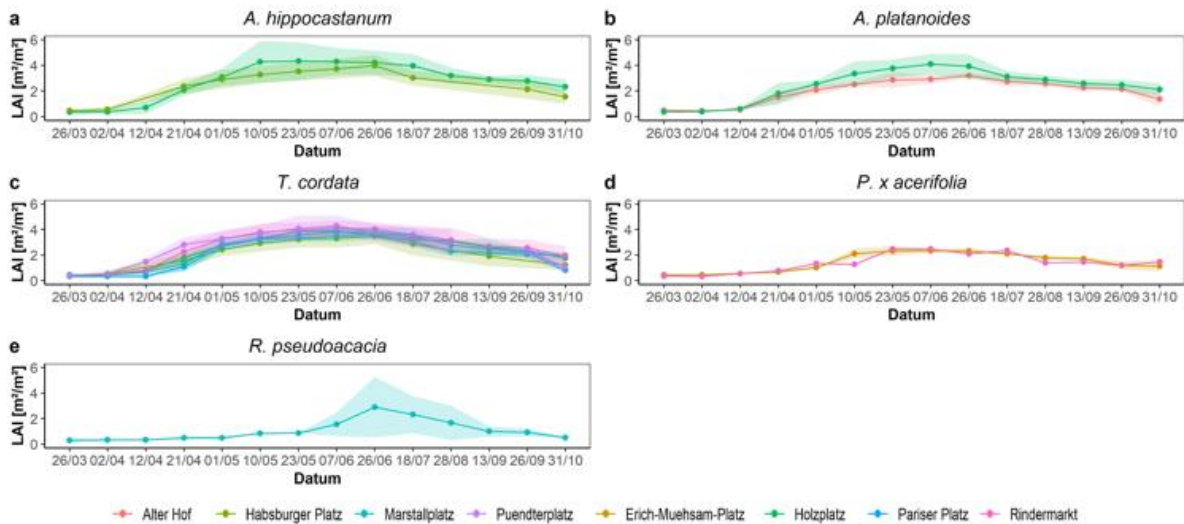 a A. hippocastanum
LAI [m²/m²]
6
4
2
0
26/03 02/04 12/04 21/04 01/05 10/05 23/05 07/06 26/06 18/07 28/08 13/09 26/09 31/10
Datum
b A. platanoides
LAI [m²/m²]
6
4
2
0
26/03 02/04 12/04 21/04 01/05 10/05 23/05 07/06 26/06 18/07 28/08 13/09 26/09 31/10
Datum
c T. cordata
LAI [m²/m²]
6
4
2
0
26/03 02/04 12/04 21/04 01/05 10/05 23/05 07/06 26/06 18/07 28/08 13/09 26/09 31/10
Datum
d P. x acerifolia
LAI [m²/m²]
6
4
2
0
26/03 02/04 12/04 21/04 01/05 10/05 23/05 07/06 26/06 18/07 28/08 13/09 26/09 31/10
Datum
e R. pseudoacacia
LAI [m²/m²]
6
4
2
0
26/03 02/04 12/04 21/04 01/05 10/05 23/05 07/06 26/06 18/07 28/08 13/09 26/09 31/10
Datum
Alter Hof Habsburger Platz Marstallplatz Puendterplatz Erich-Muehsam-Platz Holzplatz Pariser Platz Rindermarkt